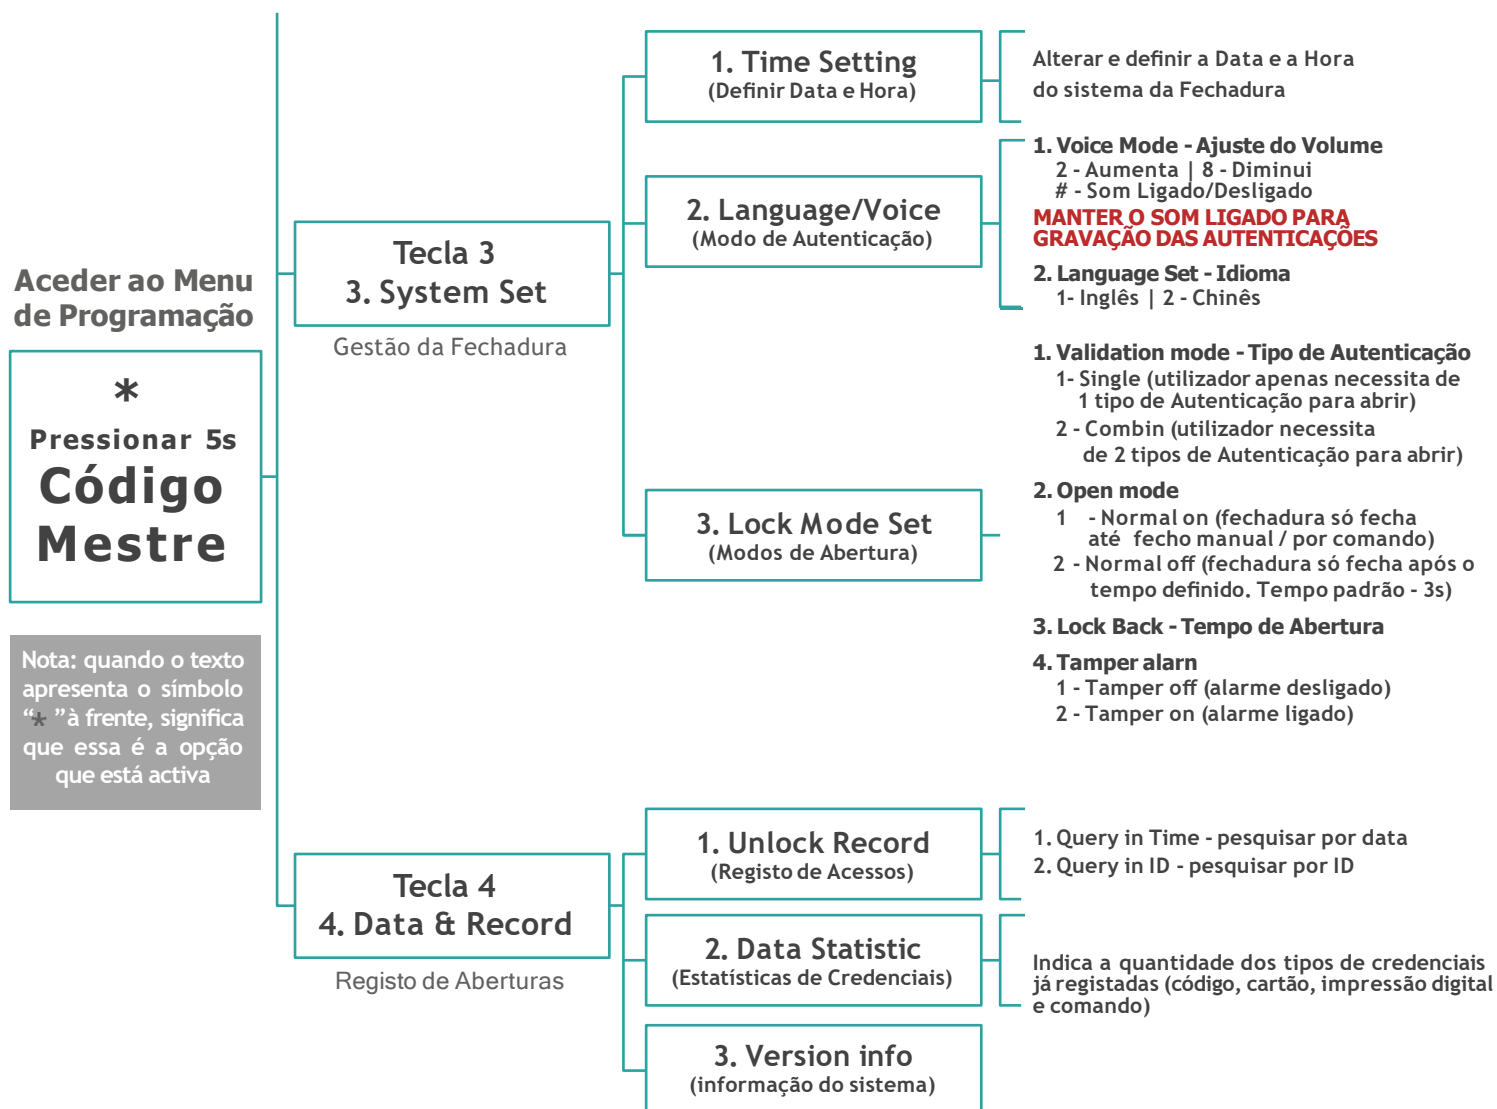 Aceder ao Menu
de Programação
*
Pressionar 5s
Código
Mestre
Nota: quando o texto
apresenta o símbolo
“* ” à frente, significa
que essa é a opção
que está activa
Tecla 3
3. System Set
Gestão da Fechadura
1. Time Setting
(Definir Data e Hora)
Alterar e definir a Data e a Hora
do sistema da Fechadura
2. Language/Voice
(Modo de Autenticação)
1. Voice Mode - Ajuste do Volume
2 - Aumenta | 8 - Diminui
# - Som Ligado/Desligado
MANTER O SOM LIGADO PARA
GRAVAÇÃO DAS AUTENTICAÇÕES
2. Language Set - Idioma
1- Inglês | 2 - Chinês
3. Lock Mode Set
(Modos de Abertura)
1. Validation mode - Tipo de Autenticação
1- Single (utilizador apenas necessita de
1 tipo de Autenticação para abrir)
2 - Combin (utilizador necessita
de 2 tipos de Autenticação para abrir)
2. Open mode
1 - Normal on (fechadura só fecha
até fecho manual / por comando)
2 - Normal off (fechadura só fecha após o
tempo definido. Tempo padrão - 3s)
3. Lock Back - Tempo de Abertura
4. Tamper alarn
1 - Tamper off (alarme desligado)
2 - Tamper on (alarme ligado)
Tecla 4
4. Data & Record
Registo de Aberturas
1. Unlock Record
(Registo de Acessos)
1. Query in Time - pesquisar por data
2. Query in ID - pesquisar por ID
2. Data Statistic
(Estatísticas de Credenciais)
Indica a quantidade dos tipos de credenciais
já registadas (código, cartão, impressão digital
e comando)
3. Version info
(informação do sistema)